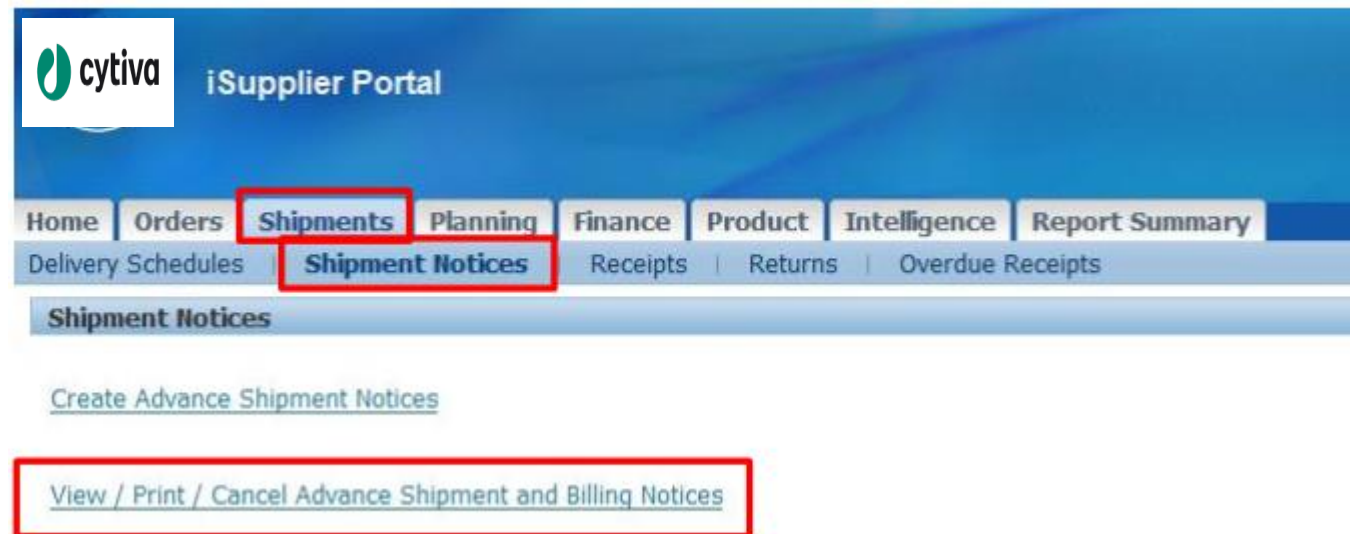 cytiva
iSupplier Portal
Home Orders Shipments Planning Finance Product Intelligence Report Summary
Delivery Schedules | Shipment Notices | Receipts | Returns | Overdue Receipts
Shipment Notices
Create Advance Shipment Notices
View / Print / Cancel Advance Shipment and Billing Notices